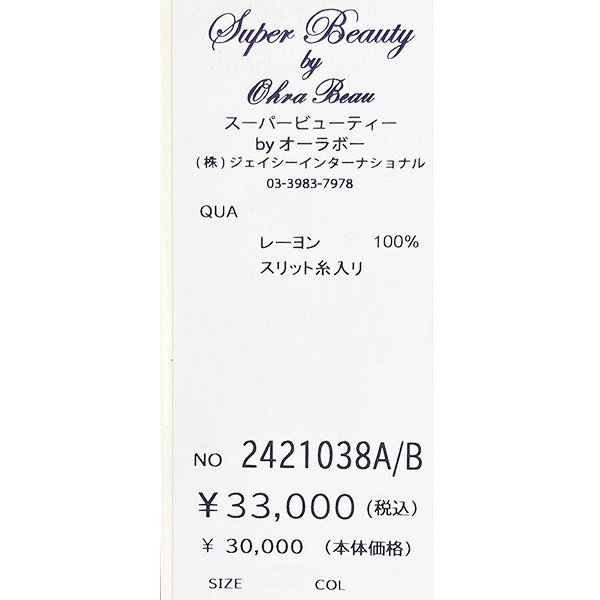 Super Beauty
by
Ohra Beau
スーパービューティー
by オーラボー
(株)ジェイシーインターナショナル
03-3983-7978
QUA
レーヨン 100%
スリット糸入り
NO 2421038A/B
￥33,000 (税込)
￥ 30,000 (本体価格)
SIZE COL